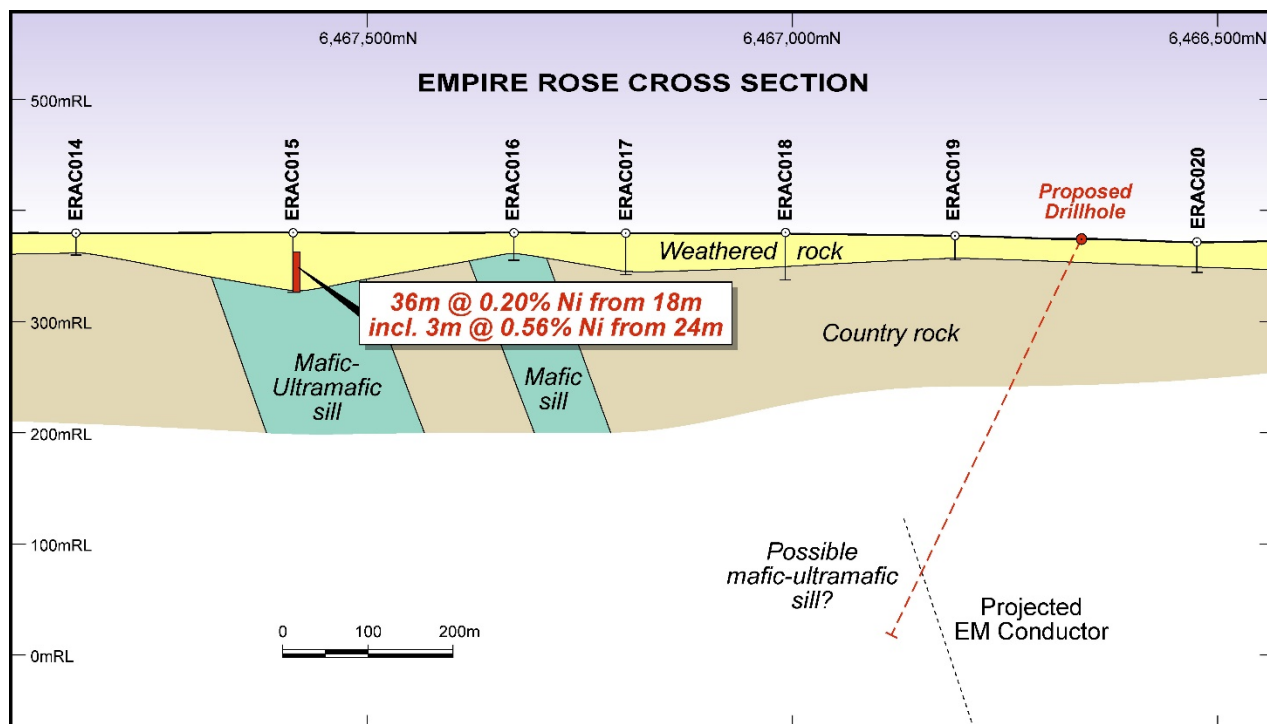 6,467,500mN
6,467,000mN
6,466,500mN
EMPIRE ROSE CROSS SECTION
500mRL
ERAC014
ERAC015
ERAC016
ERAC017
ERAC018
ERAC019
Proposed
Drillhole
ERAC020
Weathered rock
36m @ 0.20% Ni from 18m
incl. 3m @ 0.56% Ni from 24m
300mRL
Country rock
Mafic-
Ultramafic
sill
Mafic
sill
200mRL
100mRL
Possible
mafic-ultramafic
sill?
Projected
EM Conductor
0 100 200m
0mRL